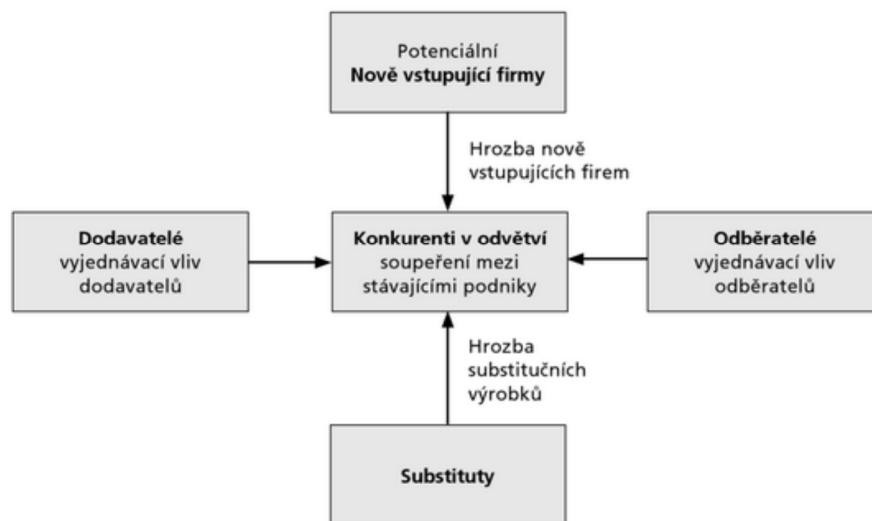 Potenciální
Nově vstupující firmy
Hrozba nově
vstupujících firem
Dodavatelé
vyjednávací vliv
dodavatelů
Konkurenti v odvětví
soupeření mezi
stávajícími podniky
Odběratelé
vyjednávací vliv
odběratelů
Hrozba
substitučních
výrobků
Substituty